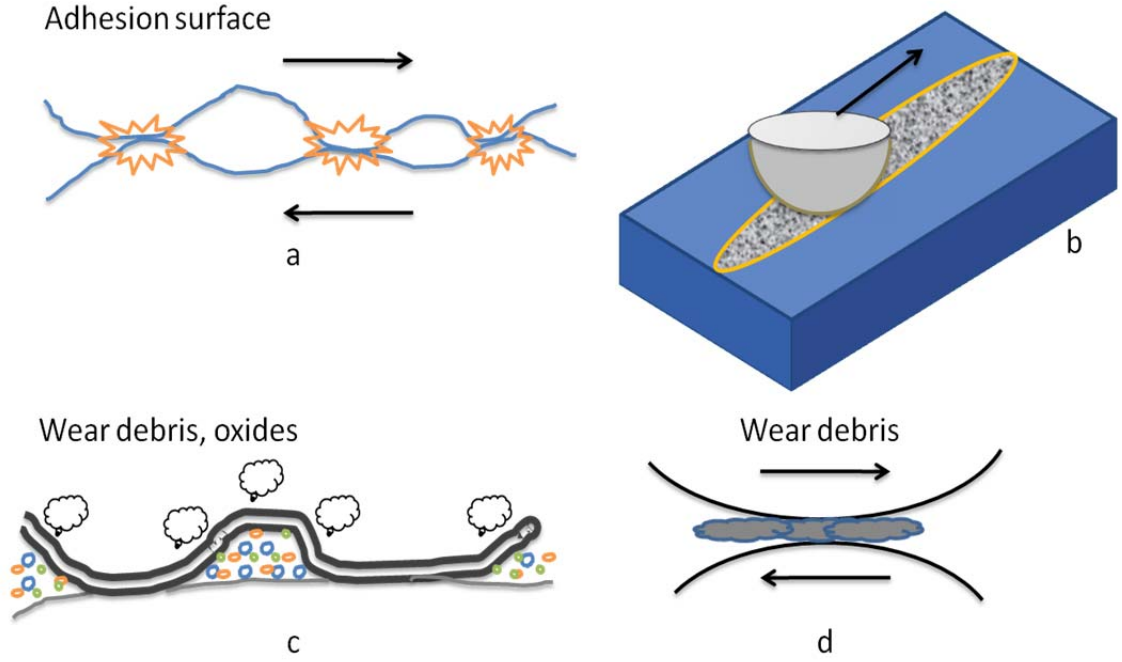 Adhesion surface
a
b
Wear debris, oxides
c
Wear debris
d